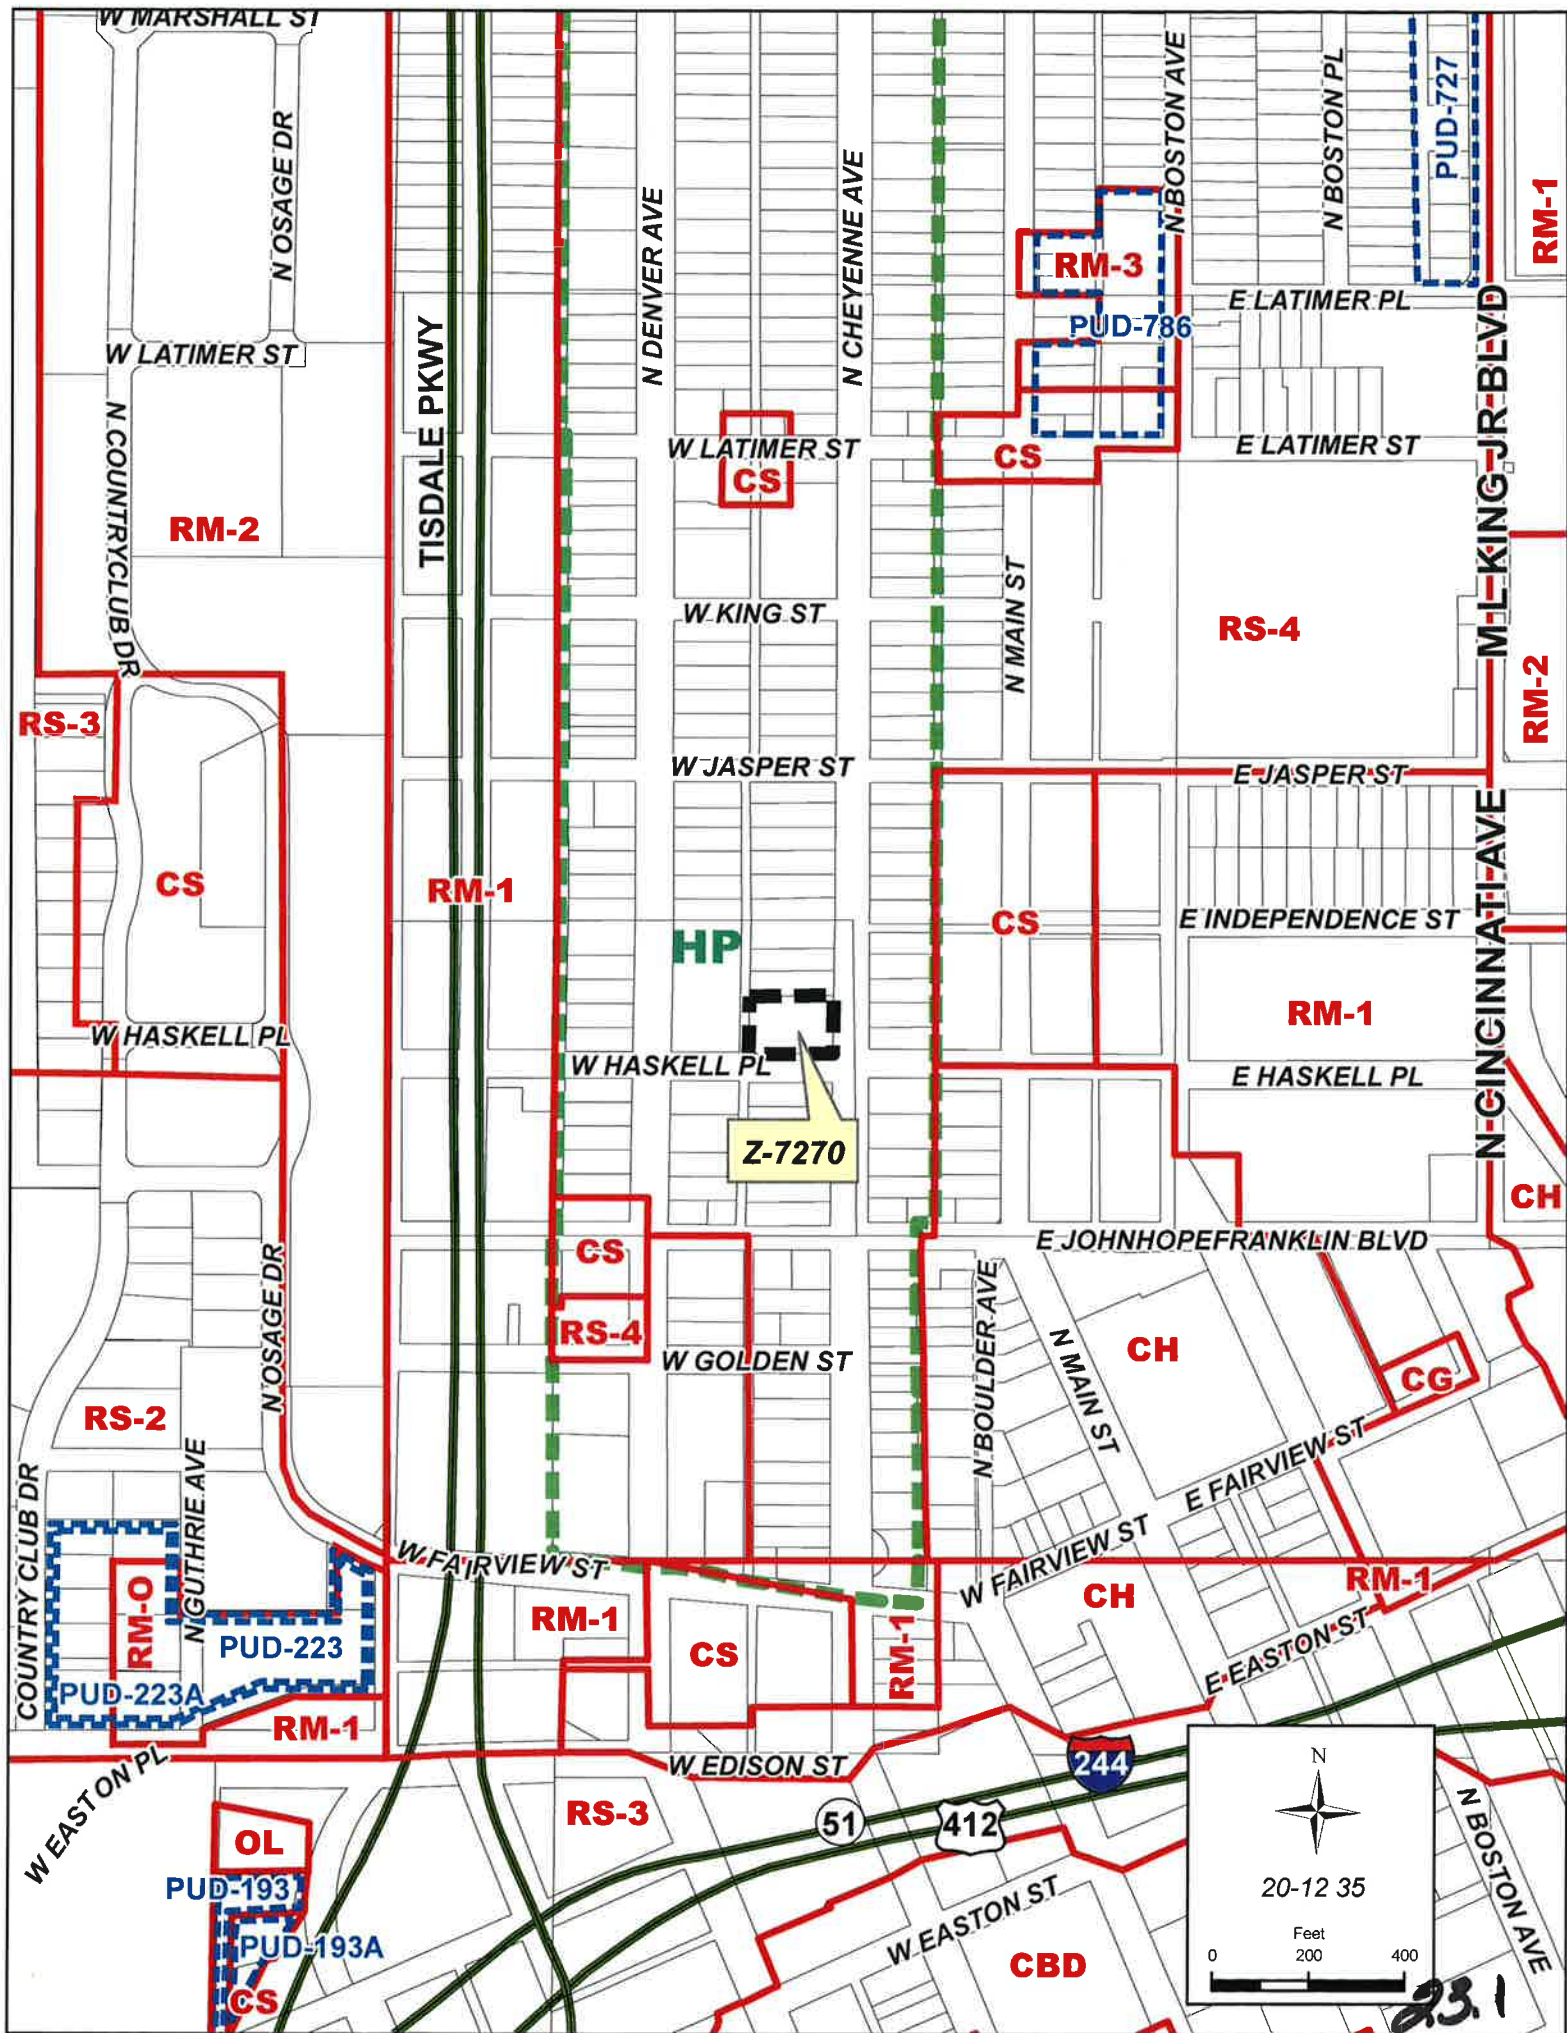 W MARSHALL ST
N OSAGE DR
N DENVER AVE
N CHEYENNE AVE
N BOSTON AVE
N BOSTON PL
PUD-727
RM-1
RM-3
E LATIMER PL
PUD-786
W LATIMER ST
TISDALE PKWY
N COUNTRYCLUB DR
M L KING JR BLVD
W LATIMER ST
CS
CS
E LATIMER ST
RM-2
W KING ST
N MAIN ST
RS-4
RM-2
RS-3
W JASPER ST
E JASPER ST
CS
RM-1
CS
E INDEPENDENCE ST
N CINCINNATI AVE
HP
RM-1
W HASKELL PL
W HASKELL PL
E HASKELL PL
Z-7270
CH
CS
E JOHNHOPEFRANKLIN BLVD
N OSAGE DR
RS-4
W GOLDEN ST
N BOULDER AVE
N MAIN ST
CH
CG
RS-2
N GUTHRIE AVE
COUNTRY CLUB DR
E FAIRVIEW ST
W FAIRVIEW ST
W FAIRVIEW ST
RM-O
RM-1
CH
RM-1
PUD-223
CS
RM-1
E EASTON ST
PUD-223A
RM-1
W EDISON ST
244
W EASTON PL
RS-3
51
412
N BOSTON AVE
OL
PUD-193
PUD-193A
CS
W EASTON ST
CBD
N
20-12 35
Feet
0 200 400
23.1